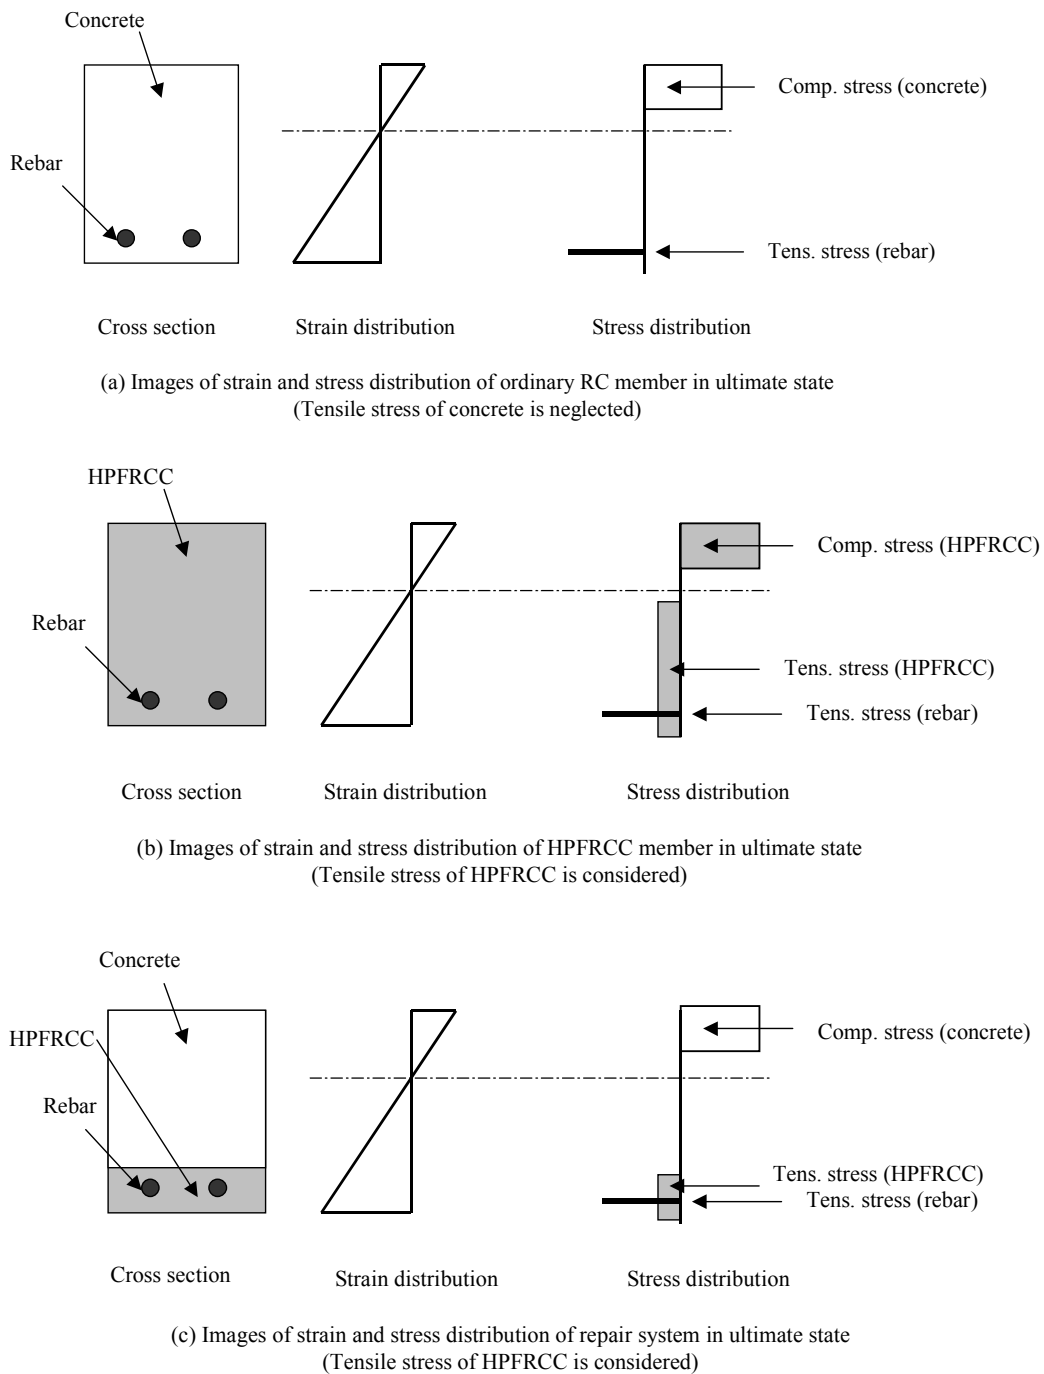 Concrete
Comp. stress (concrete)
Rebar
Tens. stress (rebar)
Cross section
Strain distribution
Stress distribution
(a) Images of strain and stress distribution of ordinary RC member in ultimate state
(Tensile stress of concrete is neglected)
HPFRCC
Comp. stress (HPFRCC)
Rebar
Tens. stress (HPFRCC)
Tens. stress (rebar)
Cross section
Strain distribution
Stress distribution
(b) Images of strain and stress distribution of HPFRCC member in ultimate state
(Tensile stress of HPFRCC is considered)
Concrete
HPFRCC
Comp. stress (concrete)
Rebar
Tens. stress (HPFRCC)
Tens. stress (rebar)
Cross section
Strain distribution
Stress distribution
(c) Images of strain and stress distribution of repair system in ultimate state
(Tensile stress of HPFRCC is considered)